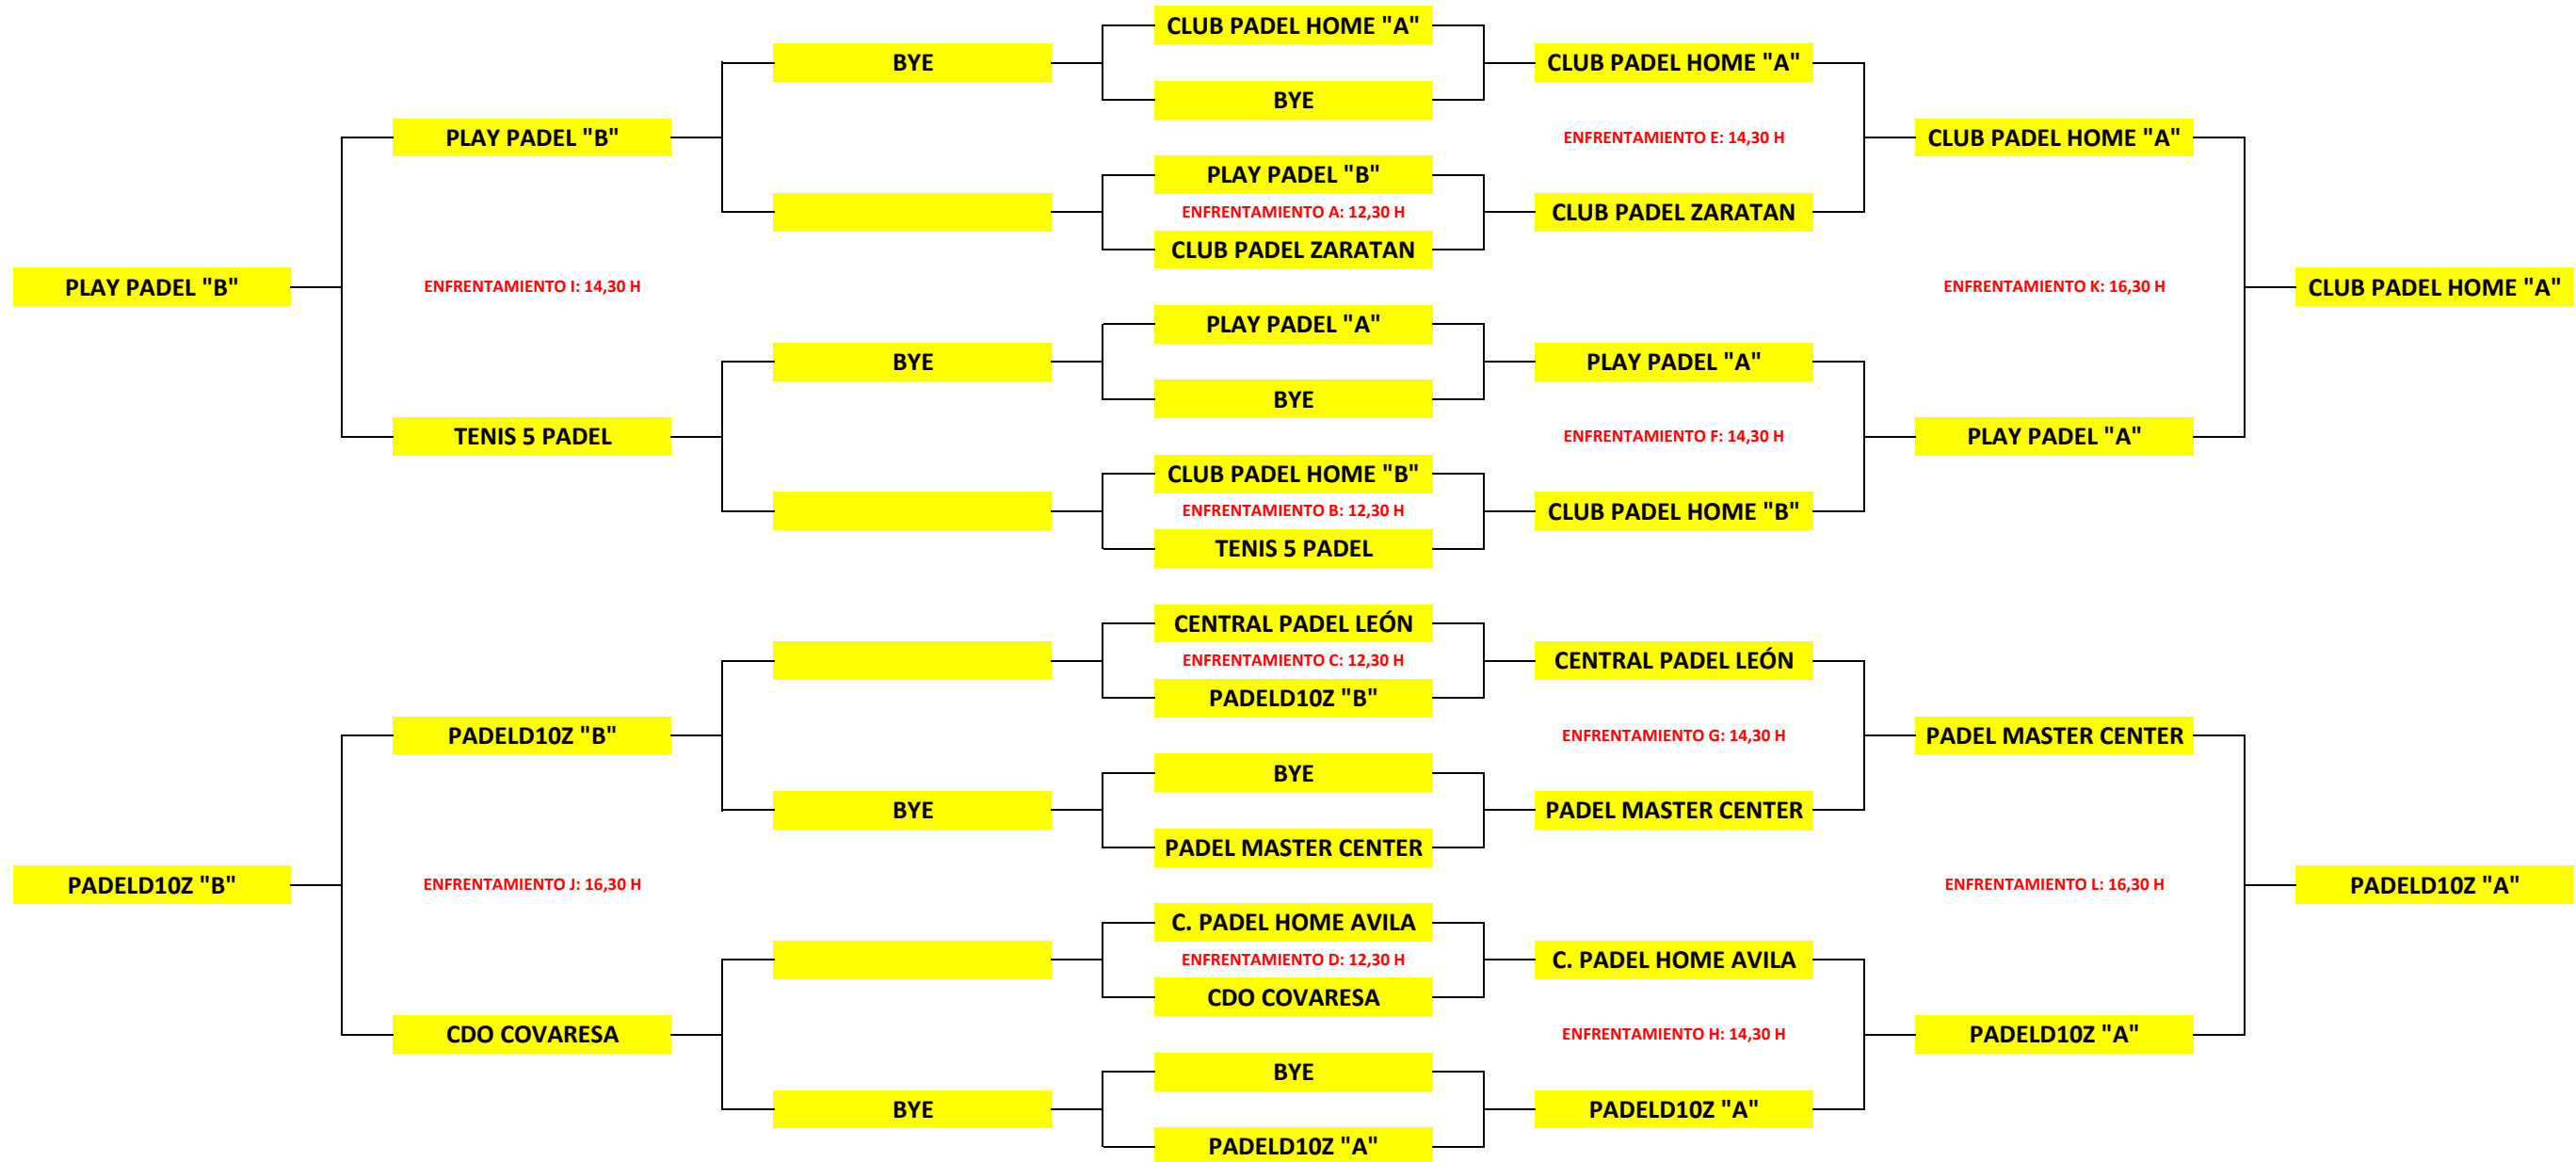 CLUB PADEL HOME "A"
BYE
CLUB PADEL HOME "A"
BYE
PLAY PADEL "B"
ENFRENTAMIENTO E: 14,30 H
CLUB PADEL HOME "A"
PLAY PADEL "B"
ENFRENTAMIENTO A: 12,30 H
CLUB PADEL ZARATAN
CLUB PADEL ZARATAN
PLAY PADEL "B"
ENFRENTAMIENTO I: 14,30 H
ENFRENTAMIENTO K: 16,30 H
CLUB PADEL HOME "A"
PLAY PADEL "A"
BYE
PLAY PADEL "A"
BYE
TENIS 5 PADEL
ENFRENTAMIENTO F: 14,30 H
PLAY PADEL "A"
CLUB PADEL HOME "B"
ENFRENTAMIENTO B: 12,30 H
CLUB PADEL HOME "B"
TENIS 5 PADEL
CENTRAL PADEL LEÓN
ENFRENTAMIENTO C: 12,30 H
CENTRAL PADEL LEÓN
PADELD10Z "B"
PADELD10Z "B"
ENFRENTAMIENTO G: 14,30 H
PADEL MASTER CENTER
BYE
BYE
PADEL MASTER CENTER
PADEL MASTER CENTER
PADELD10Z "B"
ENFRENTAMIENTO J: 16,30 H
ENFRENTAMIENTO L: 16,30 H
PADELD10Z "A"
C. PADEL HOME AVILA
ENFRENTAMIENTO D: 12,30 H
C. PADEL HOME AVILA
CDO COVARESA
CDO COVARESA
ENFRENTAMIENTO H: 14,30 H
PADELD10Z "A"
BYE
BYE
PADELD10Z "A"
PADELD10Z "A"